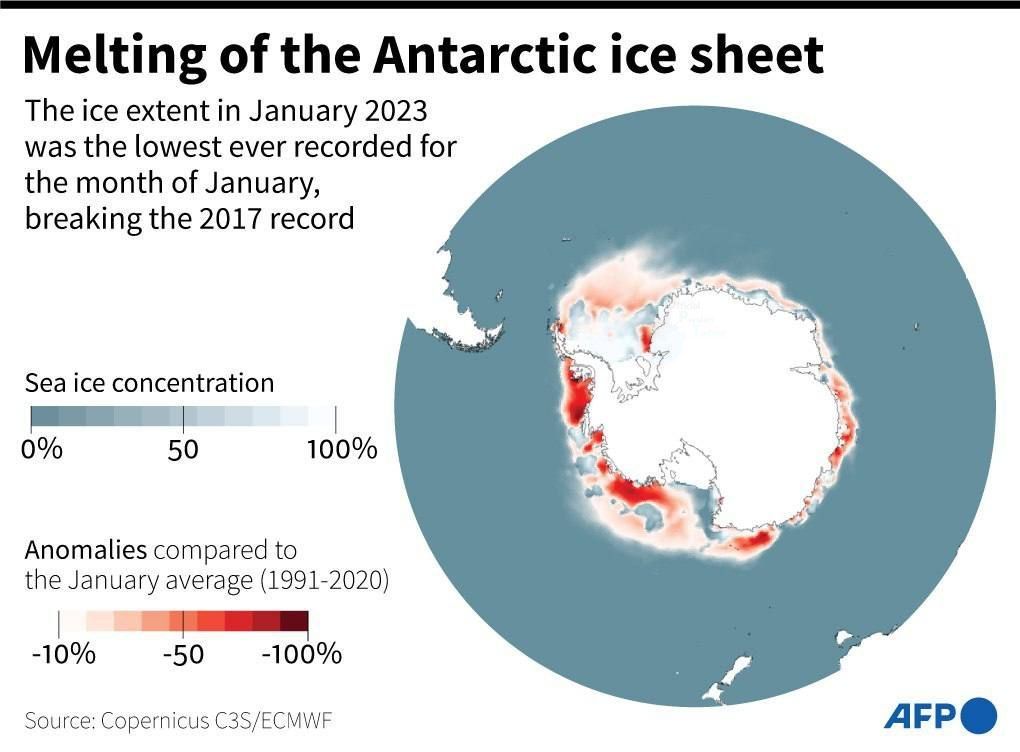 Melting of the Antarctic ice sheet
The ice extent in January 2023
was the lowest ever recorded for
the month of January,
breaking the 2017 record
Sea ice concentration
0% 50 100%
Anomalies compared to
the January average (1991-2020)
-10% -50 -100%
Source: Copernicus C3S/ECMWF
AFP